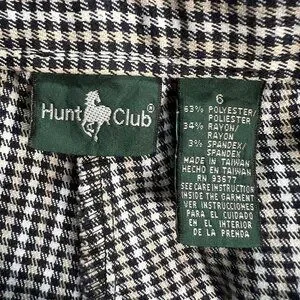 Hunt Club®
6
63% POLYESTER/
POLIESTER
34% RAYON/
RAYON
3% SPANDEX/
SPANDEX
MADE IN TAIWAN
HECHO EN TAIWAN
RN 93677
SEE CARE INSTRUCTION
INSIDE THE GARMENT
VER INSTRUCCIONES
PARA EL CUIDADO
EN EL INTERIOR
DE LA PRENDA